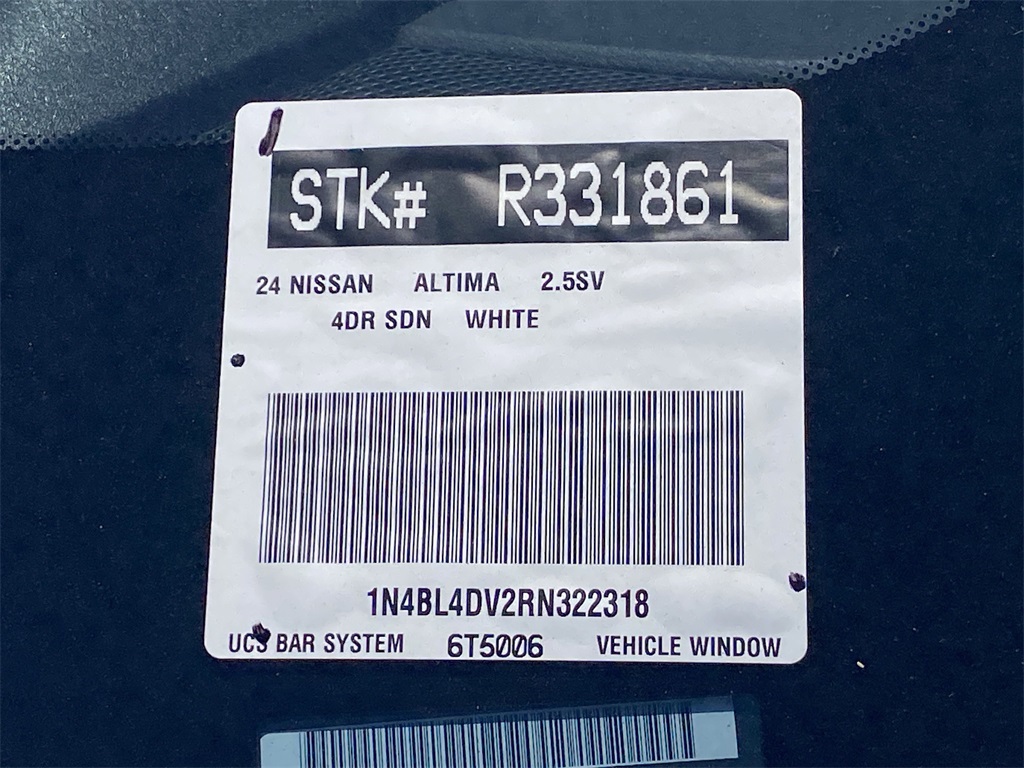 STK# R331861
24 NISSAN ALTIMA 2.5SV
4DR SDN WHITE
1N4BL4DV2RN322318
UCS BAR SYSTEM 6T5006 VEHICLE WINDOW